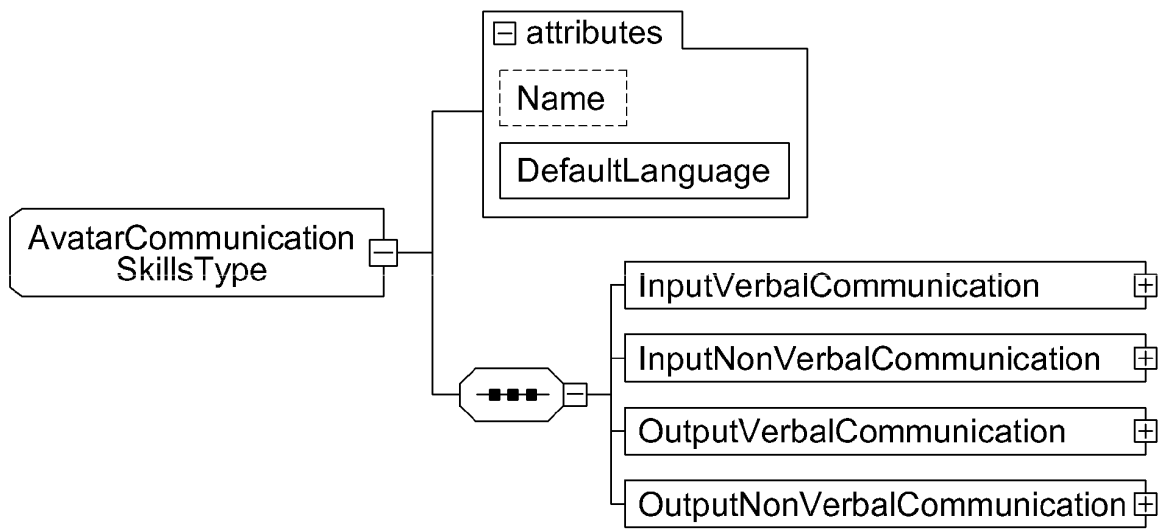 attributes
Name
DefaultLanguage
AvatarCommunication
SkillsType
InputVerbalCommunication
InputNonVerbalCommunication
OutputVerbalCommunication
OutputNonVerbalCommunication